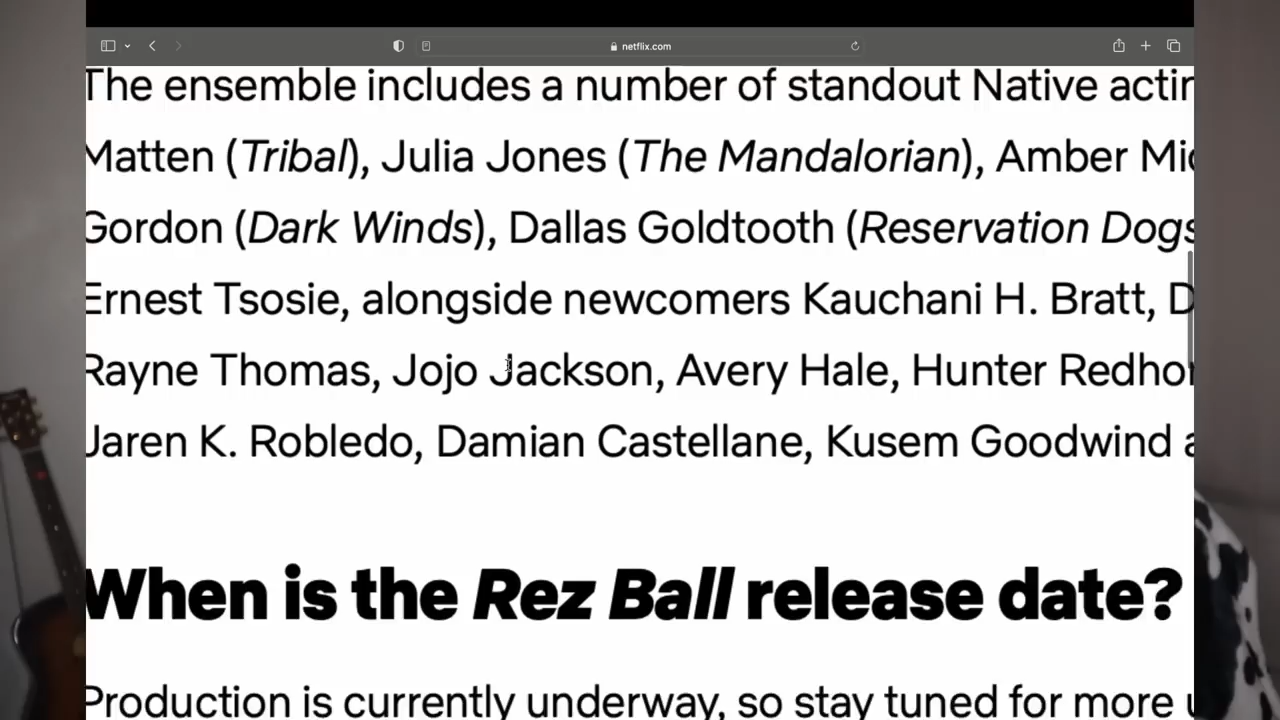 netflix.com
The ensemble includes a number of standout Native
Matten (Tribal), Julia Jones (The Mandalorian), Amber
Gordon (Dark Winds), Dallas Goldtooth (Reservation Dogs
Ernest Tsosie, alongside newcomers Kauchani H. Bratt,
Rayne Thomas, Jojo Jackson, Avery Hale, Hunter
Jaren K. Robledo, Damian Castellane, Kusem Goodwind
When is the Rez Ball release date?
Production is currently underway, so stay tuned for more